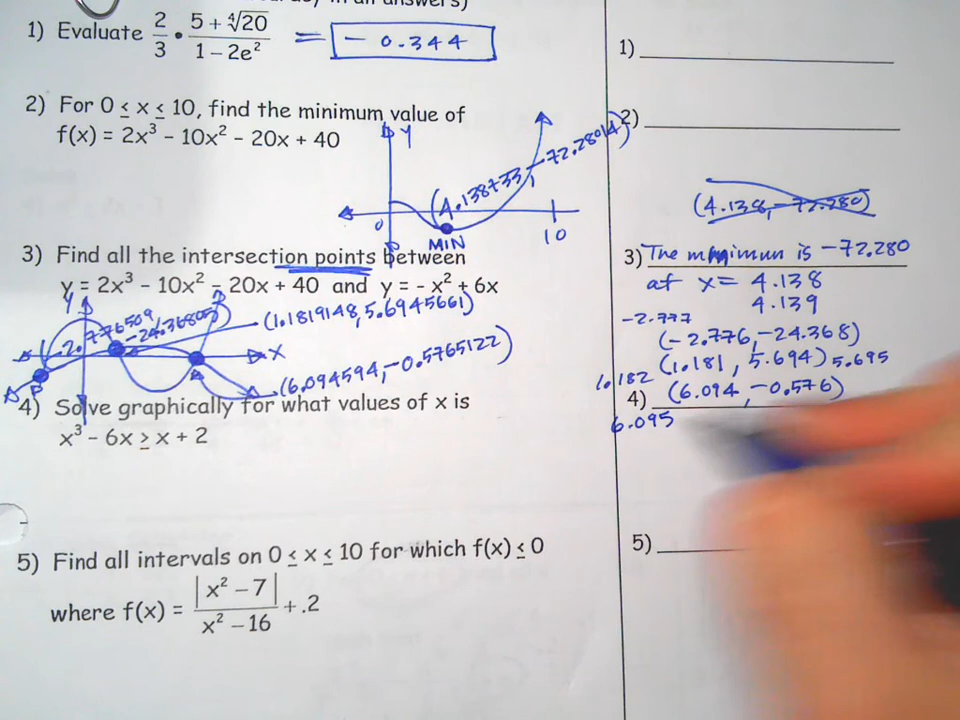 1) Evaluate 2/3 • (5 + ∜20)/(1 – 2e²) = – 0.344
1)
2) For 0 ≤ x ≤ 10, find the minimum value of
f(x) = 2x³ – 10x² – 20x + 40
2)
Y
(4.138733, -72.28014)
0
MIN
10
(4.138, -72.280)
3) Find all the intersection points between
y = 2x³ – 10x² – 20x + 40 and y = – x² + 6x
3) The minimum is -72.280
at x = 4.138
4.139
Y
X
(1.1819148, 5.6945661)
(6.094594, -0.5765122)
-2.777
(-2.776, -24.368)
(1.181, 5.694) 5.695
1.182
(6.094, -0.576)
6.095
4) Solve graphically for what values of x is
x³ – 6x ≥ x + 2
4)
5) Find all intervals on 0 ≤ x ≤ 10 for which f(x) ≤ 0
where f(x) = |x² – 7|/(x² – 16) + .2
5)